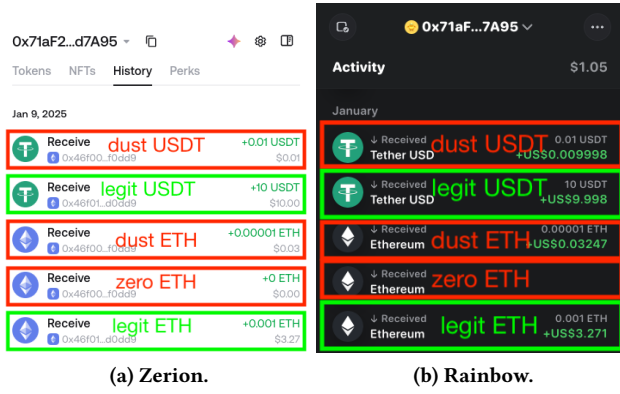 0x71aF2...d7A95
Tokens NFTs History Perks
Jan 9, 2025
Receive dust USDT +0.01 USDT
0x46f00...f0dd9 $0.01
Receive legit USDT +10 USDT
0x46f01...d0dd9 $10.00
Receive dust ETH +0.00001 ETH
0x46f00...f0dd9 $0.03
Receive zero ETH +0 ETH
0x46f00...f0dd9 $0.00
Receive legit ETH +0.001 ETH
0x46f01...d0dd9 $3.27
(a) Zerion.
0x71aF...7A95
Activity $1.05
January
↓ Received dust USDT 0.01 USDT
Tether USD +US$0.009998
↓ Received legit USDT 10 USDT
Tether USD +US$9.998
↓ Received dust ETH 0.00001 ETH
Ethereum +US$0.03247
↓ Received zero ETH
Ethereum
↓ Received legit ETH 0.001 ETH
Ethereum +US$3.271
(b) Rainbow.